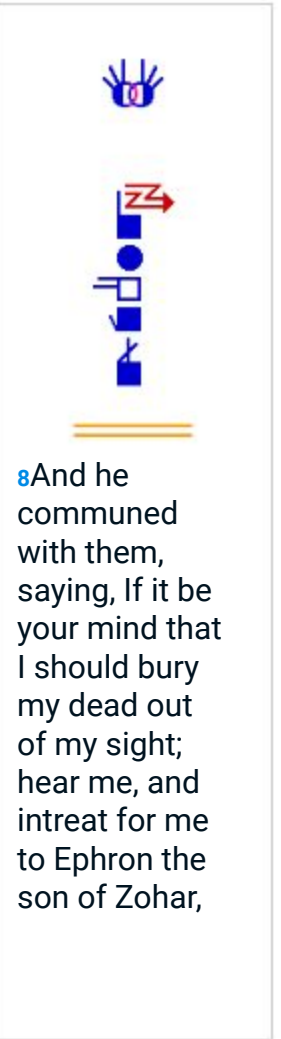 8And he
communed
with them,
saying, If it be
your mind that
I should bury
my dead out
of my sight;
hear me, and
intreat for me
to Ephron the
son of Zohar,